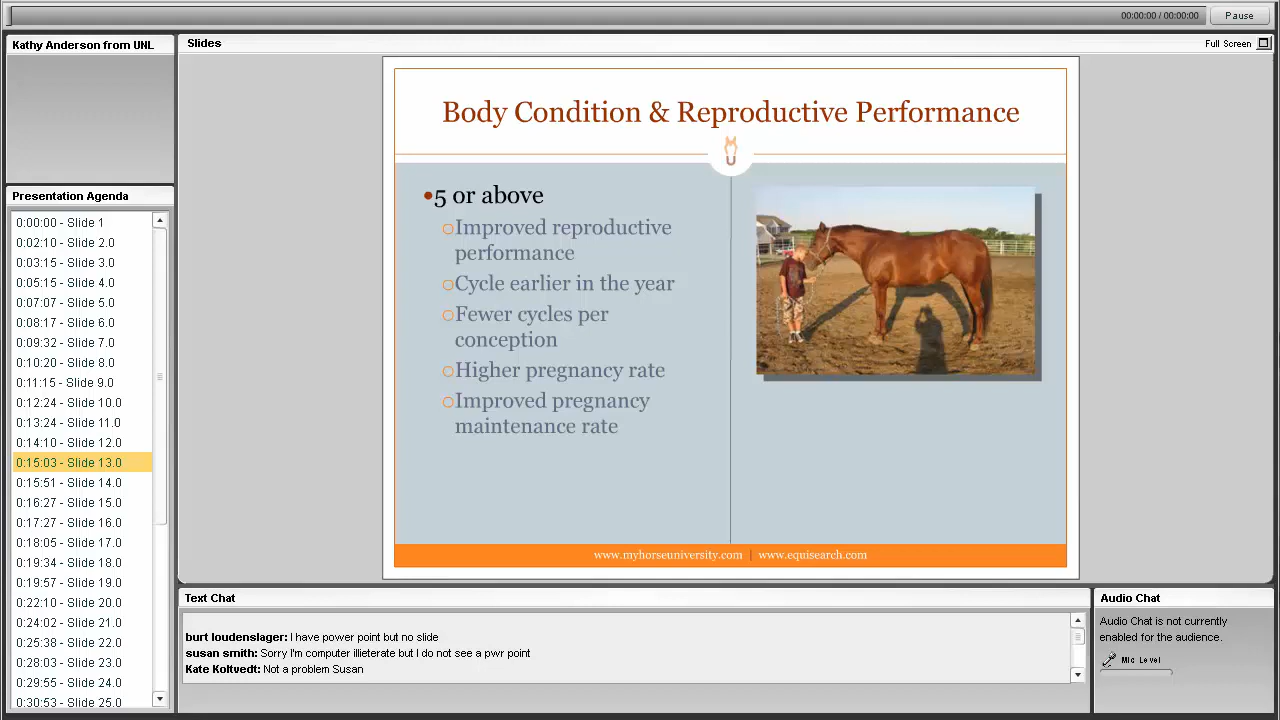 00:00:00 / 00:00:00
Pause
Kathy Anderson from UNL
Slides
Full Screen
Body Condition & Reproductive Performance
•5 or above
Improved reproductive
performance
Cycle earlier in the year
Fewer cycles per
conception
Higher pregnancy rate
Improved pregnancy
maintenance rate
www.myhorseuniversity.com | www.equisearch.com
Presentation Agenda
0:00:00 - Slide 1
0:02:10 - Slide 2.0
0:03:15 - Slide 3.0
0:05:15 - Slide 4.0
0:07:07 - Slide 5.0
0:08:17 - Slide 6.0
0:09:32 - Slide 7.0
0:10:20 - Slide 8.0
0:11:15 - Slide 9.0
0:12:24 - Slide 10.0
0:13:24 - Slide 11.0
0:14:10 - Slide 12.0
0:15:03 - Slide 13.0
0:15:51 - Slide 14.0
0:16:27 - Slide 15.0
0:17:27 - Slide 16.0
0:18:05 - Slide 17.0
0:19:34 - Slide 18.0
0:19:57 - Slide 19.0
0:22:10 - Slide 20.0
0:24:02 - Slide 21.0
0:25:38 - Slide 22.0
0:28:03 - Slide 23.0
0:29:55 - Slide 24.0
0:30:53 - Slide 25.0
Text Chat
burt loudenslager: I have power point but no slide
susan smith: Sorry I'm computer illieterate but I do not see a pwr point
Kate Koltvedt: Not a problem Susan
Audio Chat
Audio Chat is not currently
enabled for the audience.
Mic Level